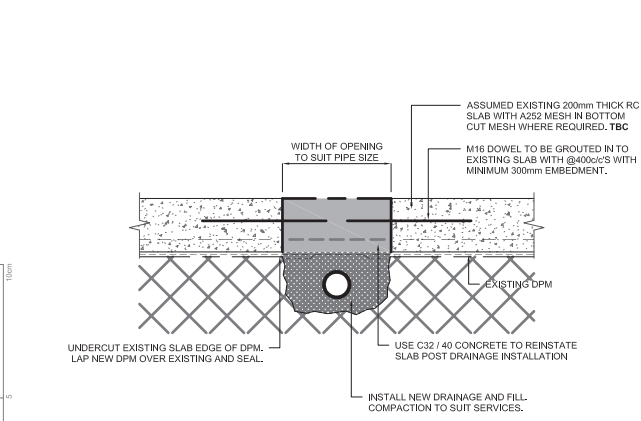 ASSUMED EXISTING 200mm THICK RC
SLAB WITH A252 MESH IN BOTTOM
CUT MESH WHERE REQUIRED. TBC
WIDTH OF OPENING
TO SUIT PIPE SIZE
M16 DOWEL TO BE GROUTED IN TO
EXISTING SLAB WITH @400c/c'S WITH
MINIMUM 300mm EMBEDMENT.
10cm
EXISTING DPM
UNDERCUT EXISTING SLAB EDGE OF DPM.
LAP NEW DPM OVER EXISTING AND SEAL.
USE C32 / 40 CONCRETE TO REINSTATE
SLAB POST DRAINAGE INSTALLATION
5
INSTALL NEW DRAINAGE AND FILL.
COMPACTION TO SUIT SERVICES.